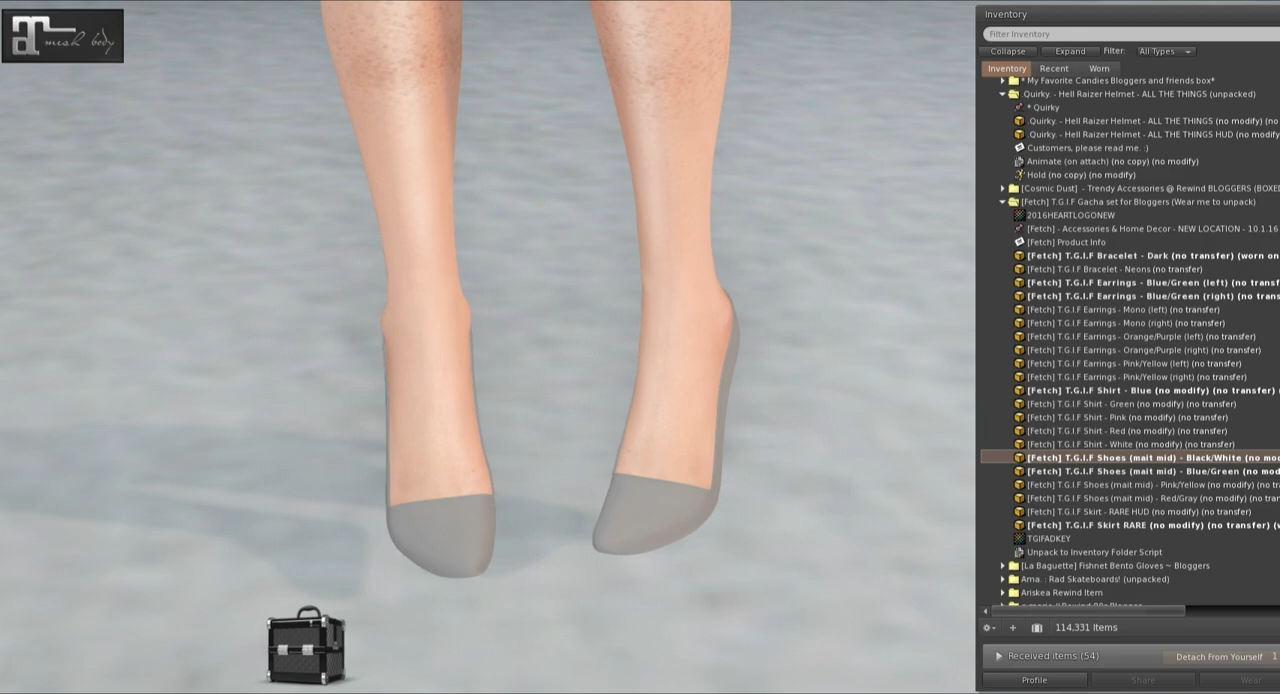 mesh body
Inventory
Filter Inventory
Collapse Expand Filter: All Types
Inventory Recent Worn
* My Favorite Candies Bloggers and friends box*
.Quirky. - Hell Raizer Helmet - ALL THE THINGS (unpacked)
* Quirky
.Quirky. - Hell Raizer Helmet - ALL THE THINGS (no modify) (no
.Quirky. - Hell Raizer Helmet - ALL THE THINGS HUD (no modify
Customers, please read me. :)
Animate (on attach) (no copy) (no modify)
Hold (no copy) (no modify)
[Cosmic Dust] - Trendy Accessories @ Rewind BLOGGERS (BOXED
[Fetch] T.G.I.F Gacha set for Bloggers (Wear me to unpack)
2016HEARTLOGONEW
[Fetch] - Accessories & Home Decor - NEW LOCATION - 10.1.16
[Fetch] Product Info
[Fetch] T.G.I.F Bracelet - Dark (no transfer) (worn on
[Fetch] T.G.I.F Bracelet - Neons (no transfer)
[Fetch] T.G.I.F Earrings - Blue/Green (left) (no transf
[Fetch] T.G.I.F Earrings - Blue/Green (right) (no trans
[Fetch] T.G.I.F Earrings - Mono (left) (no transfer)
[Fetch] T.G.I.F Earrings - Mono (right) (no transfer)
[Fetch] T.G.I.F Earrings - Orange/Purple (left) (no transfer)
[Fetch] T.G.I.F Earrings - Orange/Purple (right) (no transfer)
[Fetch] T.G.I.F Earrings - Pink/Yellow (left) (no transfer)
[Fetch] T.G.I.F Earrings - Pink/Yellow (right) (no transfer)
[Fetch] T.G.I.F Shirt - Blue (no modify) (no transfer) (
[Fetch] T.G.I.F Shirt - Green (no modify) (no transfer)
[Fetch] T.G.I.F Shirt - Pink (no modify) (no transfer)
[Fetch] T.G.I.F Shirt - Red (no modify) (no transfer)
[Fetch] T.G.I.F Shirt - White (no modify) (no transfer)
[Fetch] T.G.I.F Shoes (mait mid) - Black/White (no moc
[Fetch] T.G.I.F Shoes (mait mid) - Blue/Green (no mod
[Fetch] T.G.I.F Shoes (mait mid) - Pink/Yellow (no modify) (no tr
[Fetch] T.G.I.F Shoes (mait mid) - Red/Gray (no modify) (no tran
[Fetch] T.G.I.F Skirt - RARE HUD (no modify) (no transfer)
[Fetch] T.G.I.F Skirt RARE (no modify) (no transfer) (w
TGIFADKEY
Unpack to Inventory Folder Script
[La Baguette] Fishnet Bento Gloves ~ Bloggers
Ama. : Rad Skateboards! (unpacked)
Ariskea Rewind Item
114,331 Items
Received items (54)
Detach From Yourself 1
Profile Share Wear